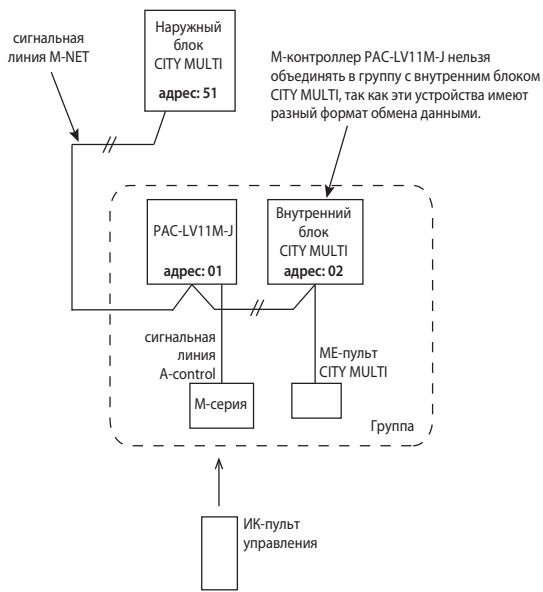 сигнальная
линия M-NET
Наружный
блок
CITY MULTI
адрес: 51
М-контроллер PAC-LV11M-J нельзя
объединять в группу с внутренним блоком
CITY MULTI, так как эти устройства имеют
разный формат обмена данными.
PAC-LV11M-J
адрес: 01
Внутренний
блок
CITY MULTI
адрес: 02
сигнальная
линия
A-control
М-серия
МЕ-пульт
CITY MULTI
Группа
ИК-пульт
управления